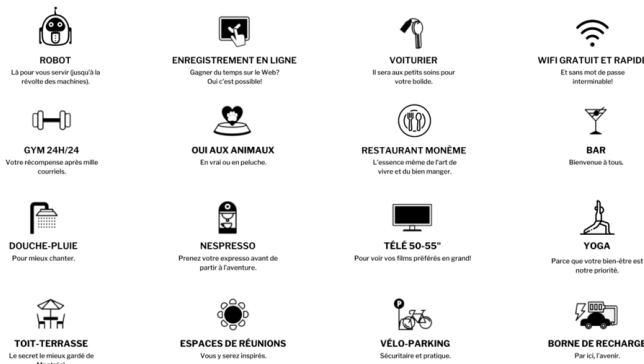 ROBOT
Là pour vous servir (jusqu'à la
révolte des machines).
ENREGISTREMENT EN LIGNE
Gagner du temps sur le Web?
Oui c'est possible!
VOITURIER
Il sera aux petits soins pour
votre bolide.
WIFI GRATUIT ET RAPIDE
Et sans mot de passe
interminable!
GYM 24H/24
Votre récompense après mille
courriels.
OUI AUX ANIMAUX
En vrai ou en peluche.
RESTAURANT MONÈME
L'essence même de l'art de
vivre et du bien manger.
BAR
Bienvenue à tous.
DOUCHE-PLUIE
Pour mieux chanter.
NESPRESSO
Prenez votre expresso avant de
partir à l'aventure.
TÉLÉ 50-55"
Pour voir vos films préférés en grand!
YOGA
Parce que votre bien-être est
notre priorité.
TOIT-TERRASSE
Le secret le mieux gardé de
ESPACES DE RÉUNIONS
Vous y serez inspirés.
P
VÉLO-PARKING
Sécuritaire et pratique.
BORNE DE RECHARGE
Par ici, l'avenir.